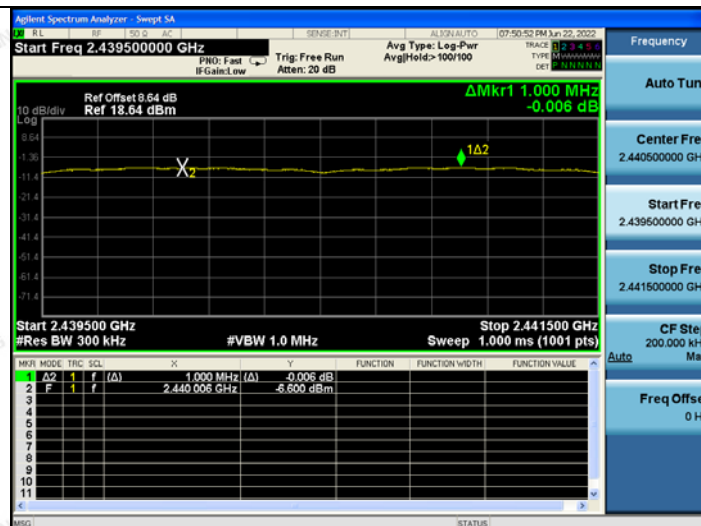 Agilent Spectrum Analyzer - Swept SA
RL RF 50 Ω AC SENSE:INT ALIGN AUTO 07:50:52 PM Jun 22, 2022
Start Freq 2.439500000 GHz
PNO: Fast
IFGain:Low
Trig: Free Run
Atten: 20 dB
Avg Type: Log-Pwr
Avg|Hold:>100/100
TRACE 1 2 3 4 5 6
TYPE M
DET P N N N N N
Ref Offset 8.64 dB
Ref 18.64 dBm
10 dB/div
Log
ΔMkr1 1.000 MHz
-0.006 dB
8.64
-1.36
-11.4
-21.4
-31.4
-41.4
-51.4
-61.4
-71.4
X2
1Δ2
Start 2.439500 GHz
Stop 2.441500 GHz
#Res BW 300 kHz
#VBW 1.0 MHz
Sweep 1.000 ms (1001 pts)
MKR MODE TRC SCL X Y FUNCTION FUNCTION WIDTH FUNCTION VALUE
1 Δ2 1 f (Δ) 1.000 MHz (Δ) -0.006 dB
2 F 1 f 2.440 006 GHz -6.600 dBm
3
4
5
6
7
8
9
10
11
MSG
STATUS
Frequency
Auto Tun
Center Fre
2.440500000 GH
Start Fre
2.439500000 GH
Stop Fre
2.441500000 GH
CF Ste
200.000 kH
Auto Ma
Freq Offse
0 H